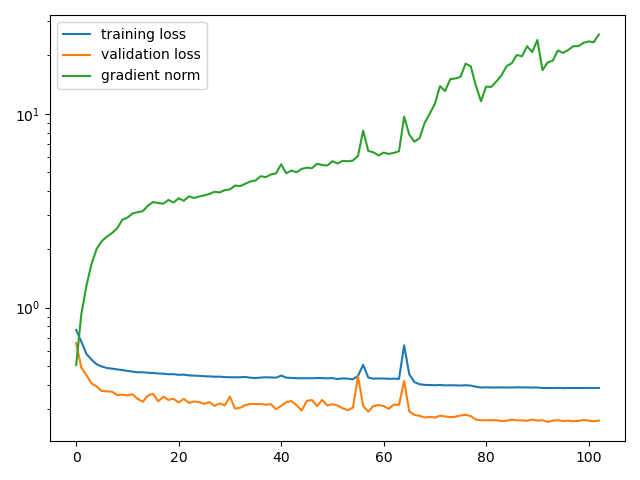 training loss
validation loss
gradient norm
10¹
10⁰
0 20 40 60 80 100